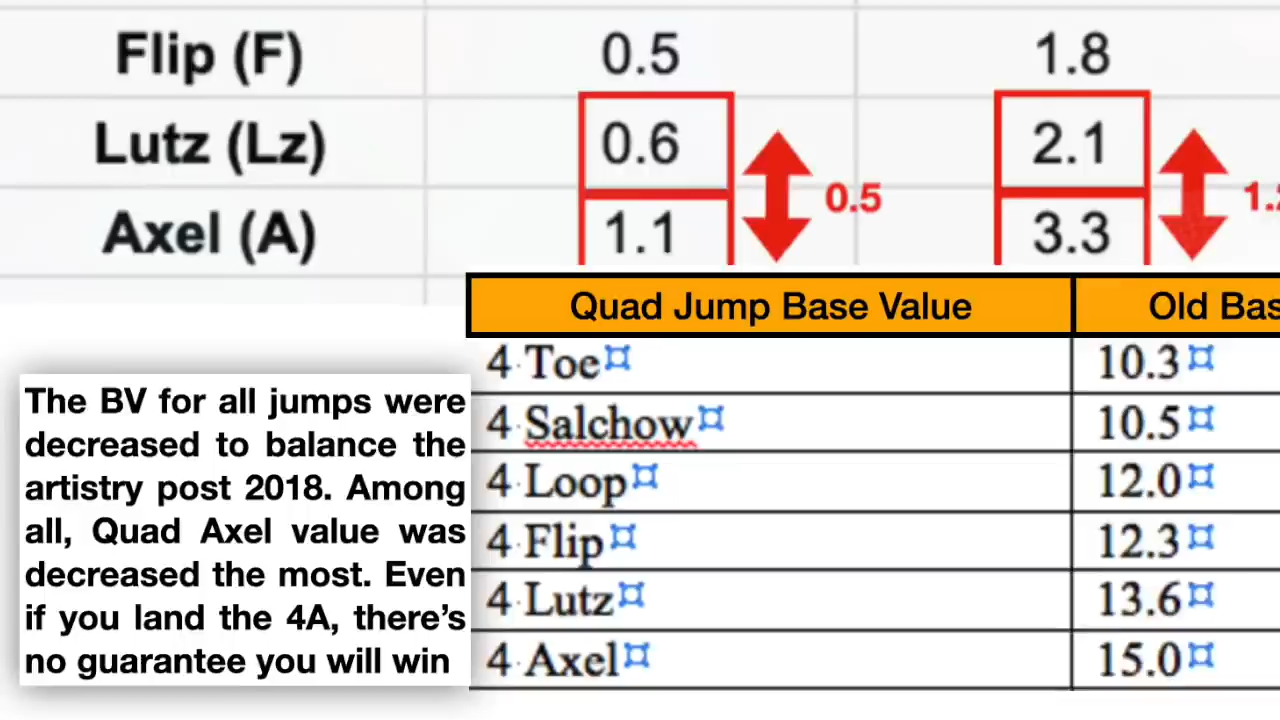 Flip (F) 0.5 1.8
Lutz (Lz) 0.6 2.1
0.5 1.2
Axel (A) 1.1 3.3
Quad Jump Base Value Old Bas
4 Toe¤ 10.3¤
4 Salchow¤ 10.5¤
4 Loop¤ 12.0¤
4 Flip¤ 12.3¤
4 Lutz¤ 13.6¤
4 Axel¤ 15.0¤
The BV for all jumps were
decreased to balance the
artistry post 2018. Among
all, Quad Axel value was
decreased the most. Even
if you land the 4A, there's
no guarantee you will win